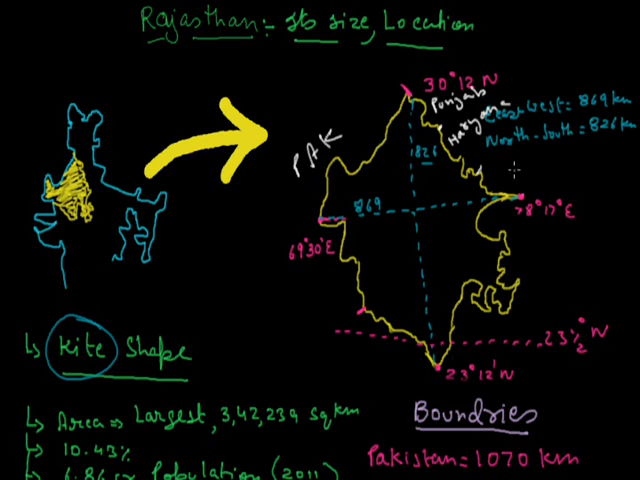 Rajasthan:- Its size, Location
30°12'N
Punjab
Haryana
East West = 869 km
North-South = 826 km
PAK
826
869
78°17'E
69°30'E
23½°N
23°12'N
Kite Shape
Area => Largest, 3,42,239 sq km
10.43%
Population (2011)
Boundries
Pakistan = 1070 km